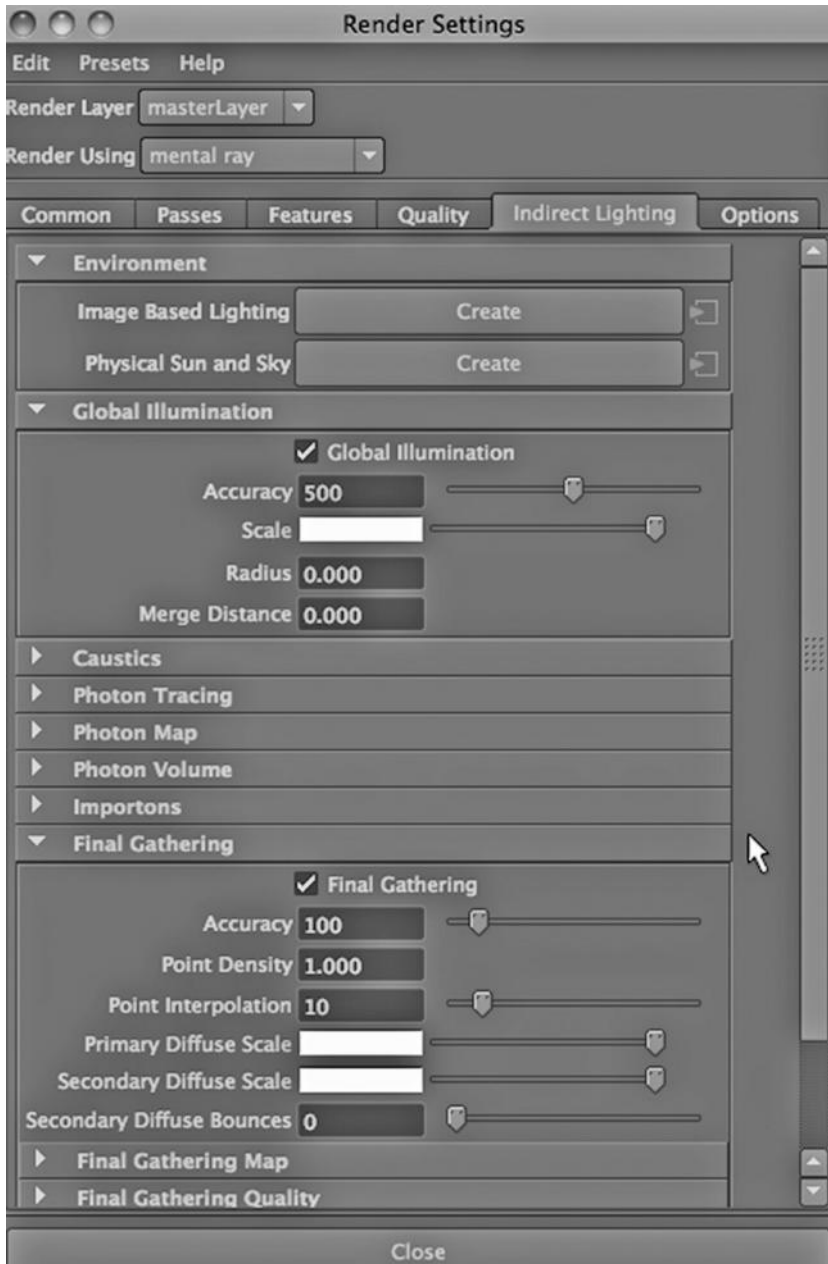 Render Settings
Edit Presets Help
Render Layer masterLayer
Render Using mental ray
Common Passes Features Quality Indirect Lighting Options
Environment
Image Based Lighting Create
Physical Sun and Sky Create
Global Illumination
Global Illumination
Accuracy 500
Scale
Radius 0.000
Merge Distance 0.000
Caustics
Photon Tracing
Photon Map
Photon Volume
Importons
Final Gathering
Final Gathering
Accuracy 100
Point Density 1.000
Point Interpolation 10
Primary Diffuse Scale
Secondary Diffuse Scale
Secondary Diffuse Bounces 0
Final Gathering Map
Final Gathering Quality
Close